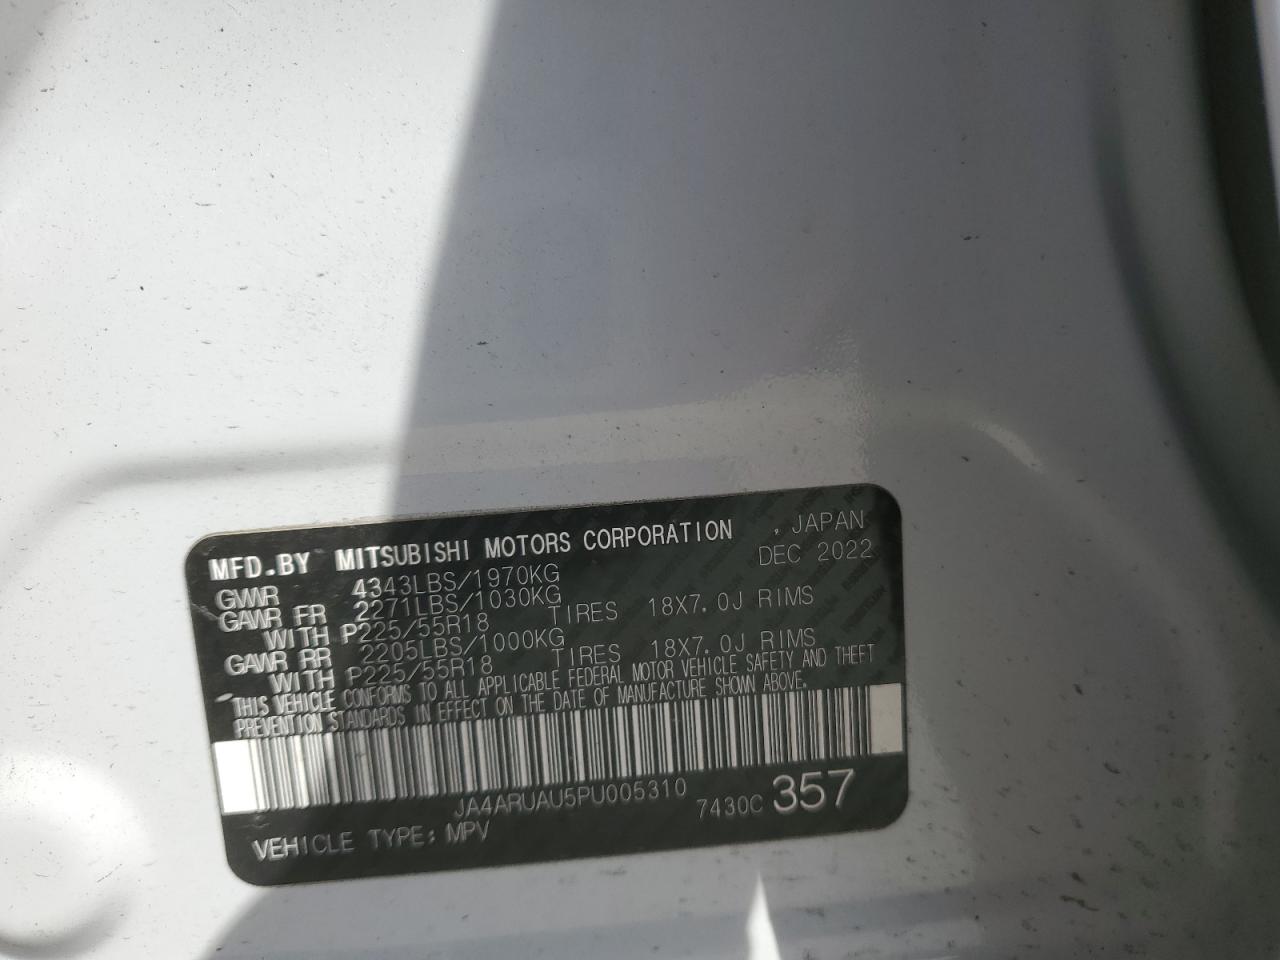 MFD.BY MITSUBISHI MOTORS CORPORATION , JAPAN
DEC 2022
GWR 4343LBS/1970KG
GAWR FR 2271LBS/1030KG
WITH P225/55R18 TIRES 18X7.0J RIMS
GAWR RR 2205LBS/1000KG
WITH P225/55R18 TIRES 18X7.0J RIMS
THIS VEHICLE CONFORMS TO ALL APPLICABLE FEDERAL MOTOR VEHICLE SAFETY AND THEFT
PREVENTION STANDARDS IN EFFECT ON THE DATE OF MANUFACTURE SHOWN ABOVE.
JA4ARUAU5PU005310 7430C 357
VEHICLE TYPE: MPV